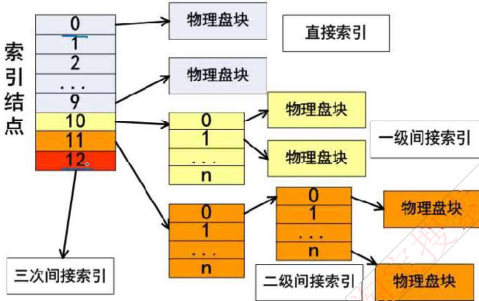 索引结点
0
1
2
...
9
10
11
12
物理盘块
物理盘块
直接索引
0
1
...
n
物理盘块
物理盘块
一级间接索引
0
1
...
n
0
1
...
n
物理盘块
物理盘块
二级间接索引
三次间接索引